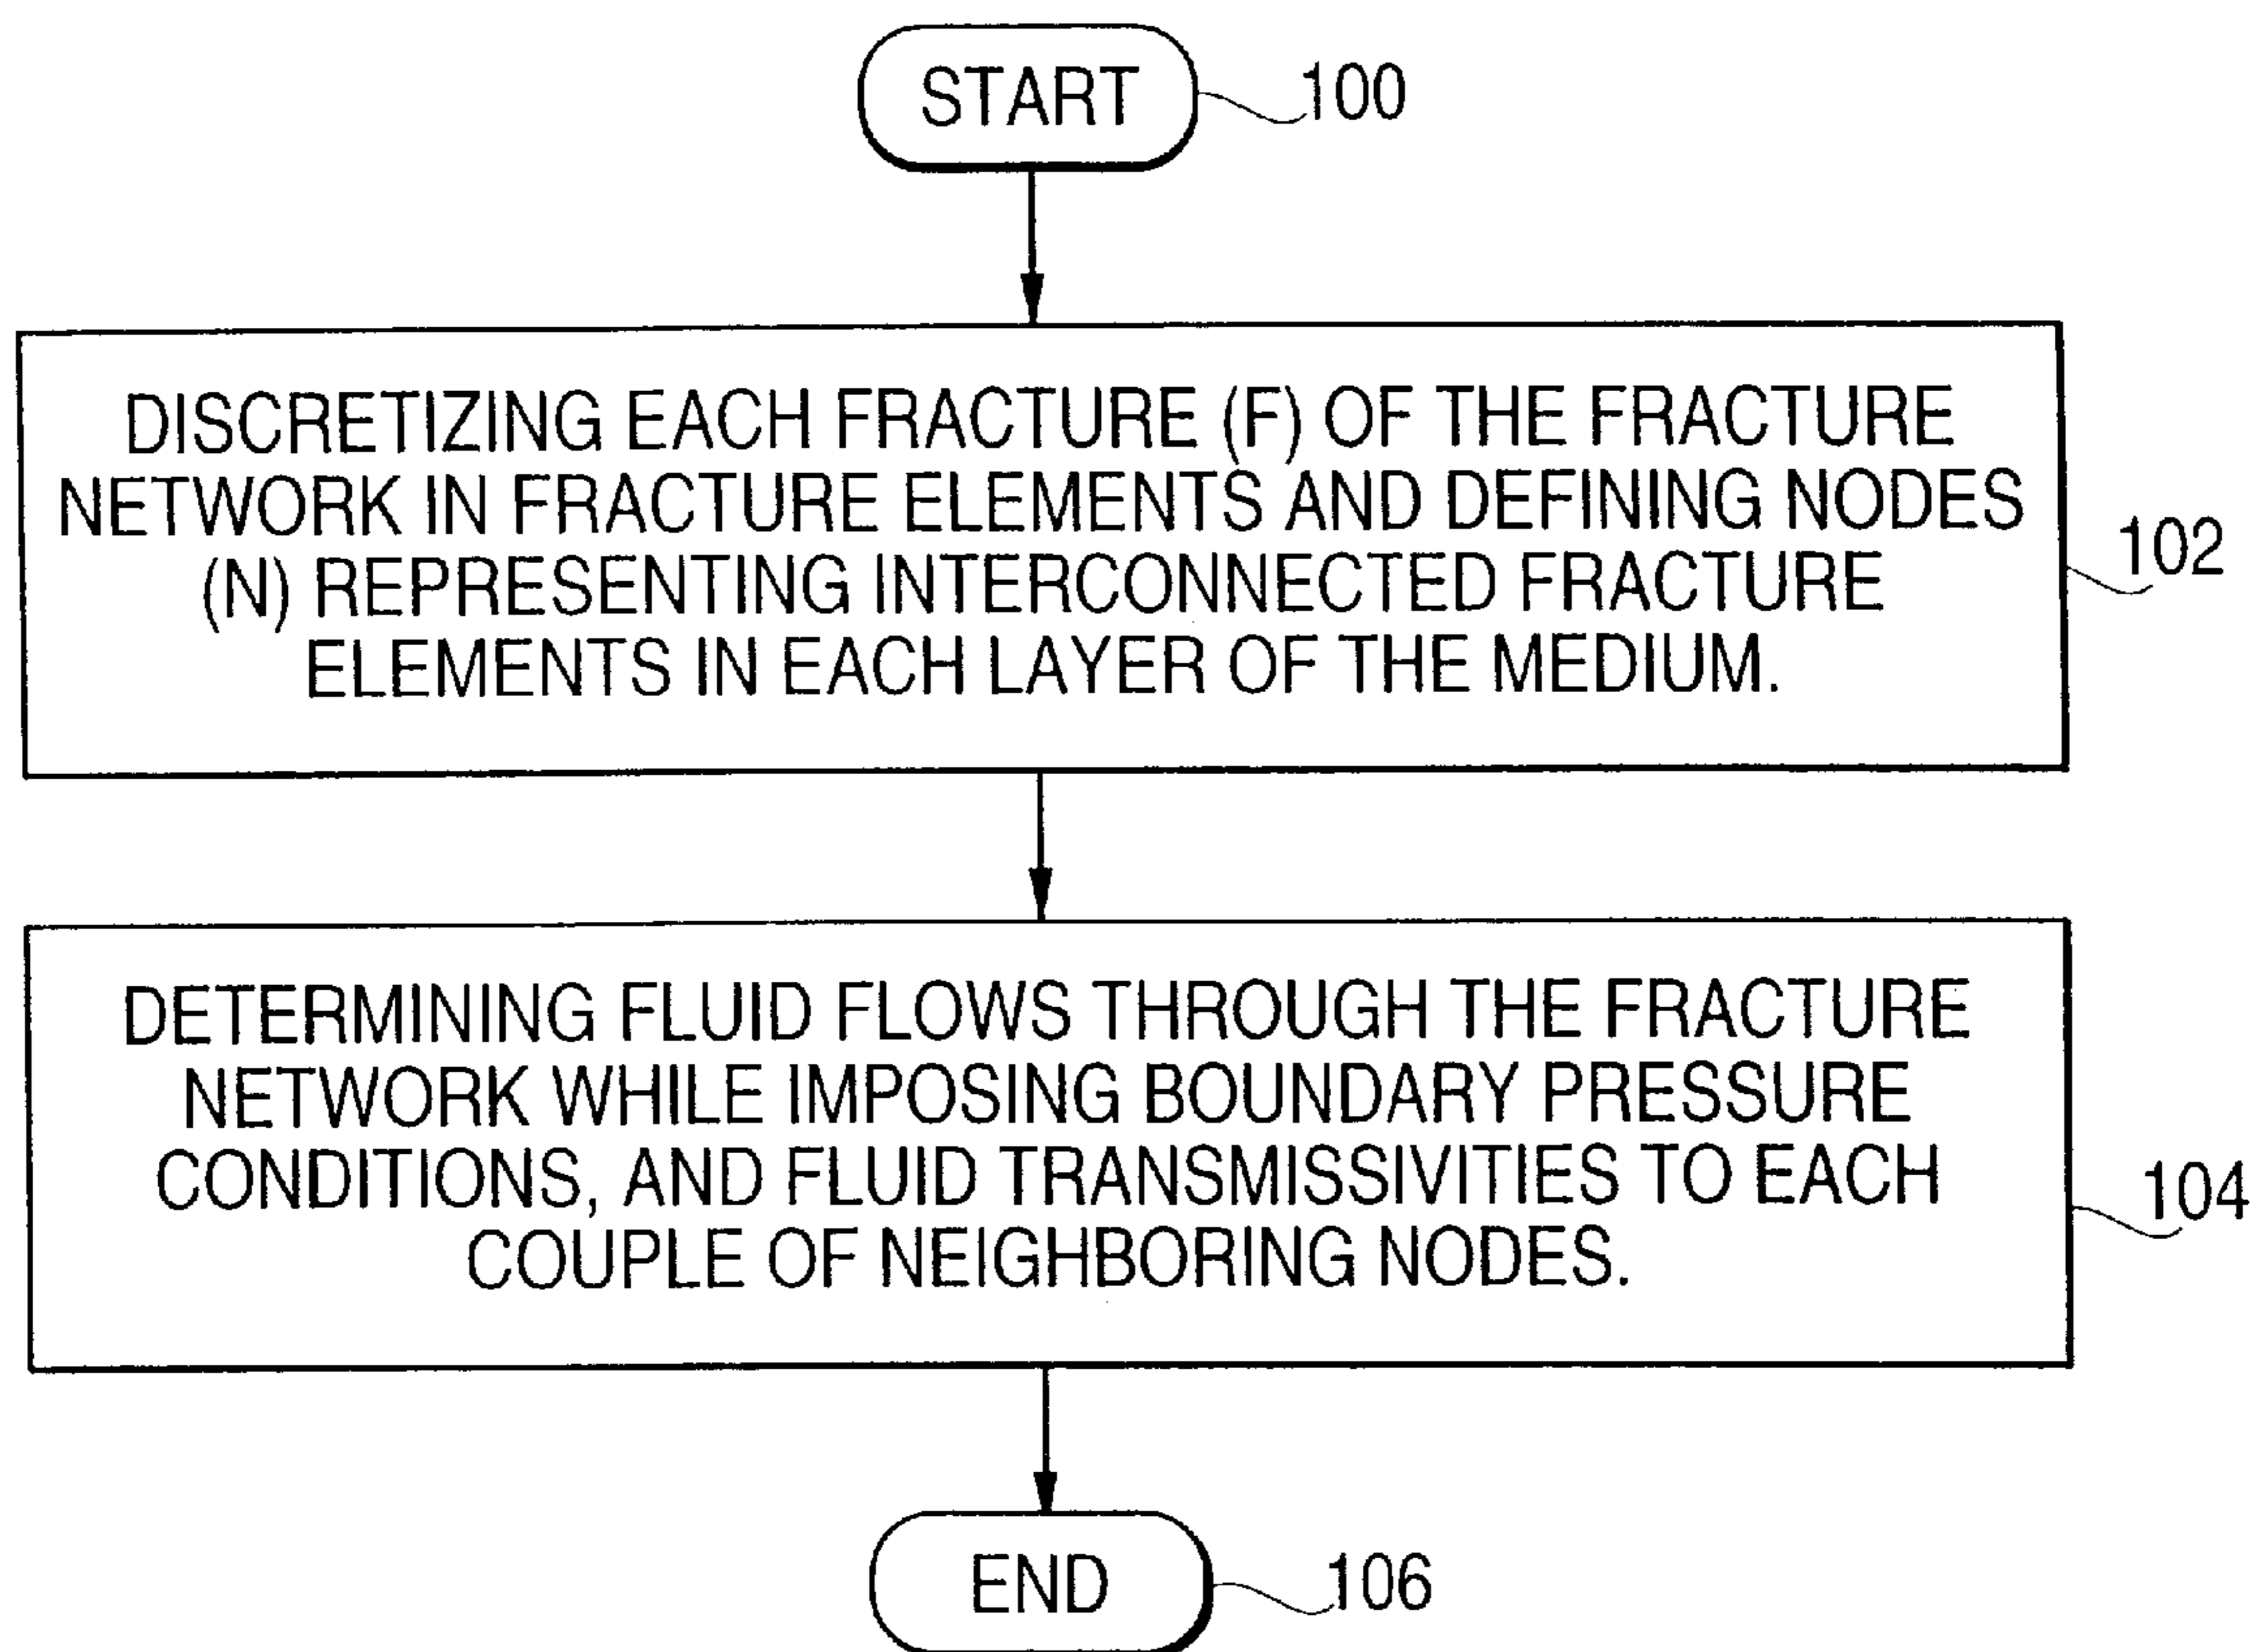 START
100
DISCRETIZING EACH FRACTURE (F) OF THE FRACTURE
NETWORK IN FRACTURE ELEMENTS AND DEFINING NODES
(N) REPRESENTING INTERCONNECTED FRACTURE
ELEMENTS IN EACH LAYER OF THE MEDIUM.
102
DETERMINING FLUID FLOWS THROUGH THE FRACTURE
NETWORK WHILE IMPOSING BOUNDARY PRESSURE
CONDITIONS, AND FLUID TRANSMISSIVITIES TO EACH
COUPLE OF NEIGHBORING NODES.
104
END
106